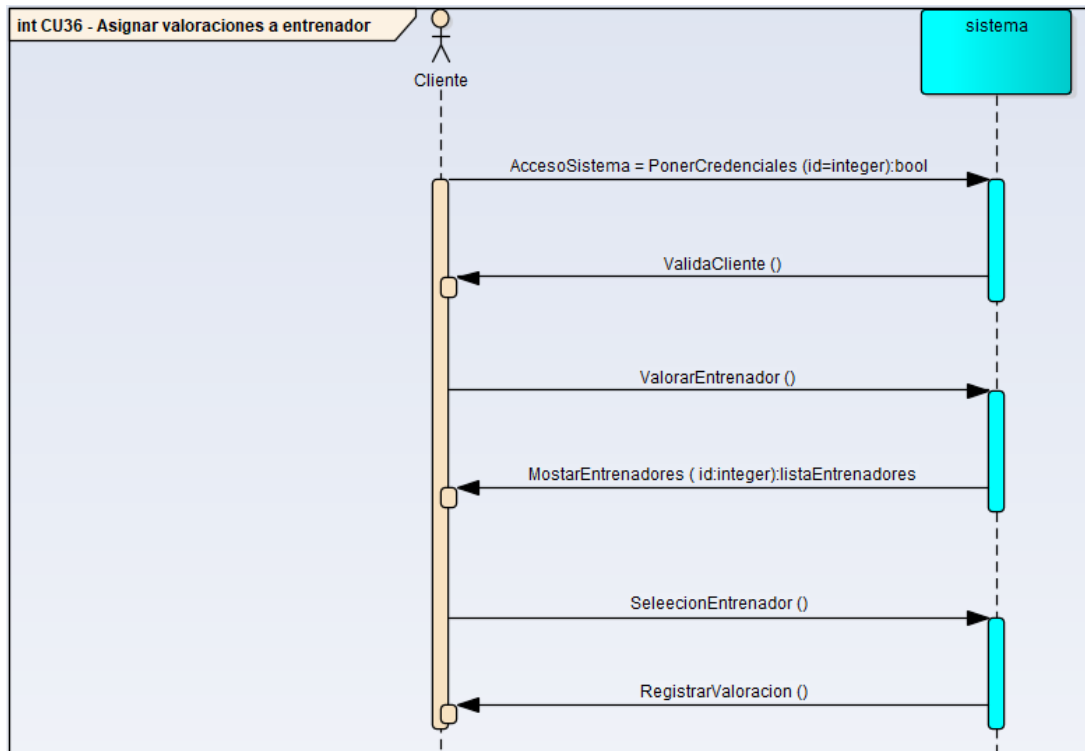 int CU36 - Asignar valoraciones a entrenador
sistema
Cliente
AccesoSistema = PonerCredenciales (id=integer):bool
ValidaCliente ()
ValorarEntrenador ()
MostarEntrenadores ( id:integer):listaEntrenadores
SeleecionEntrenador ()
RegistrarValoracion ()